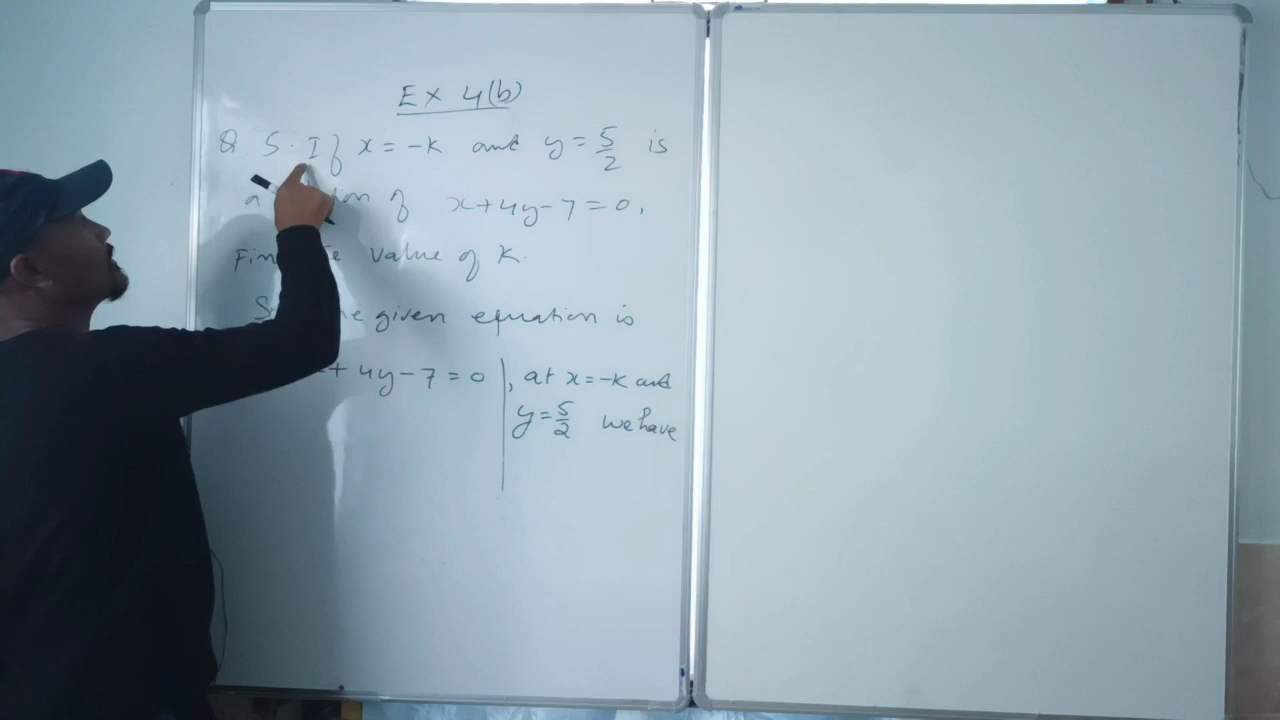 Ex 4(b)
Q. 5. If x = -k and y = 5/2 is
a of x+4y-7=0,
value of k.
given equation is
+ 4y-7=0 , at x=-k and
y=5/2 we have